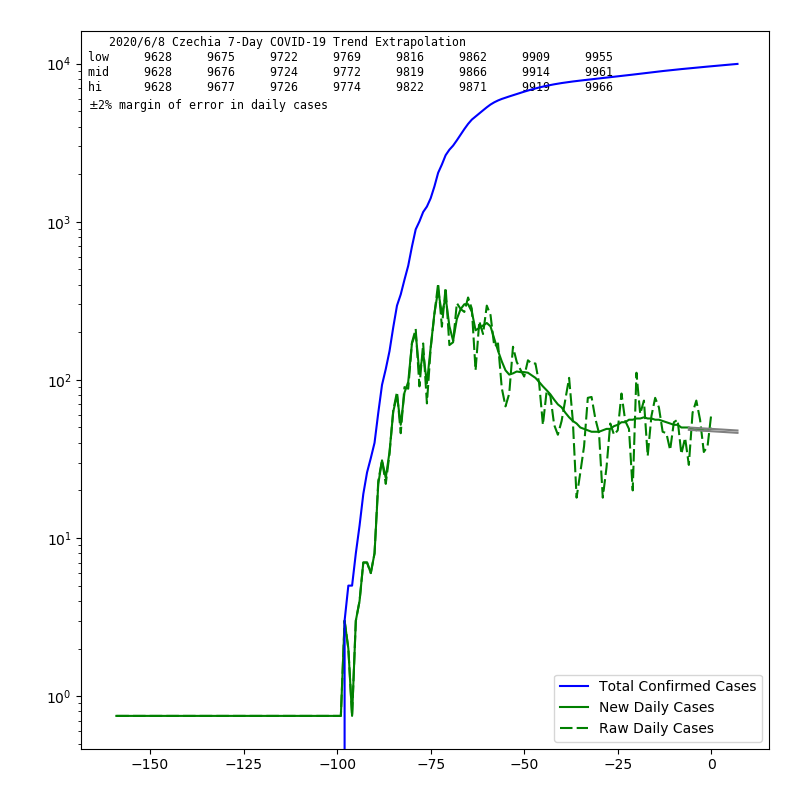 2020/6/8 Czechia 7-Day COVID-19 Trend Extrapolation
low 9628 9675 9722 9769 9816 9862 9909 9955
mid 9628 9676 9724 9772 9819 9866 9914 9961
hi 9628 9677 9726 9774 9822 9871 9919 9966
±2% margin of error in daily cases
10⁴
10³
10²
10¹
10⁰
Total Confirmed Cases
New Daily Cases
Raw Daily Cases
−150 −125 −100 −75 −50 −25 0